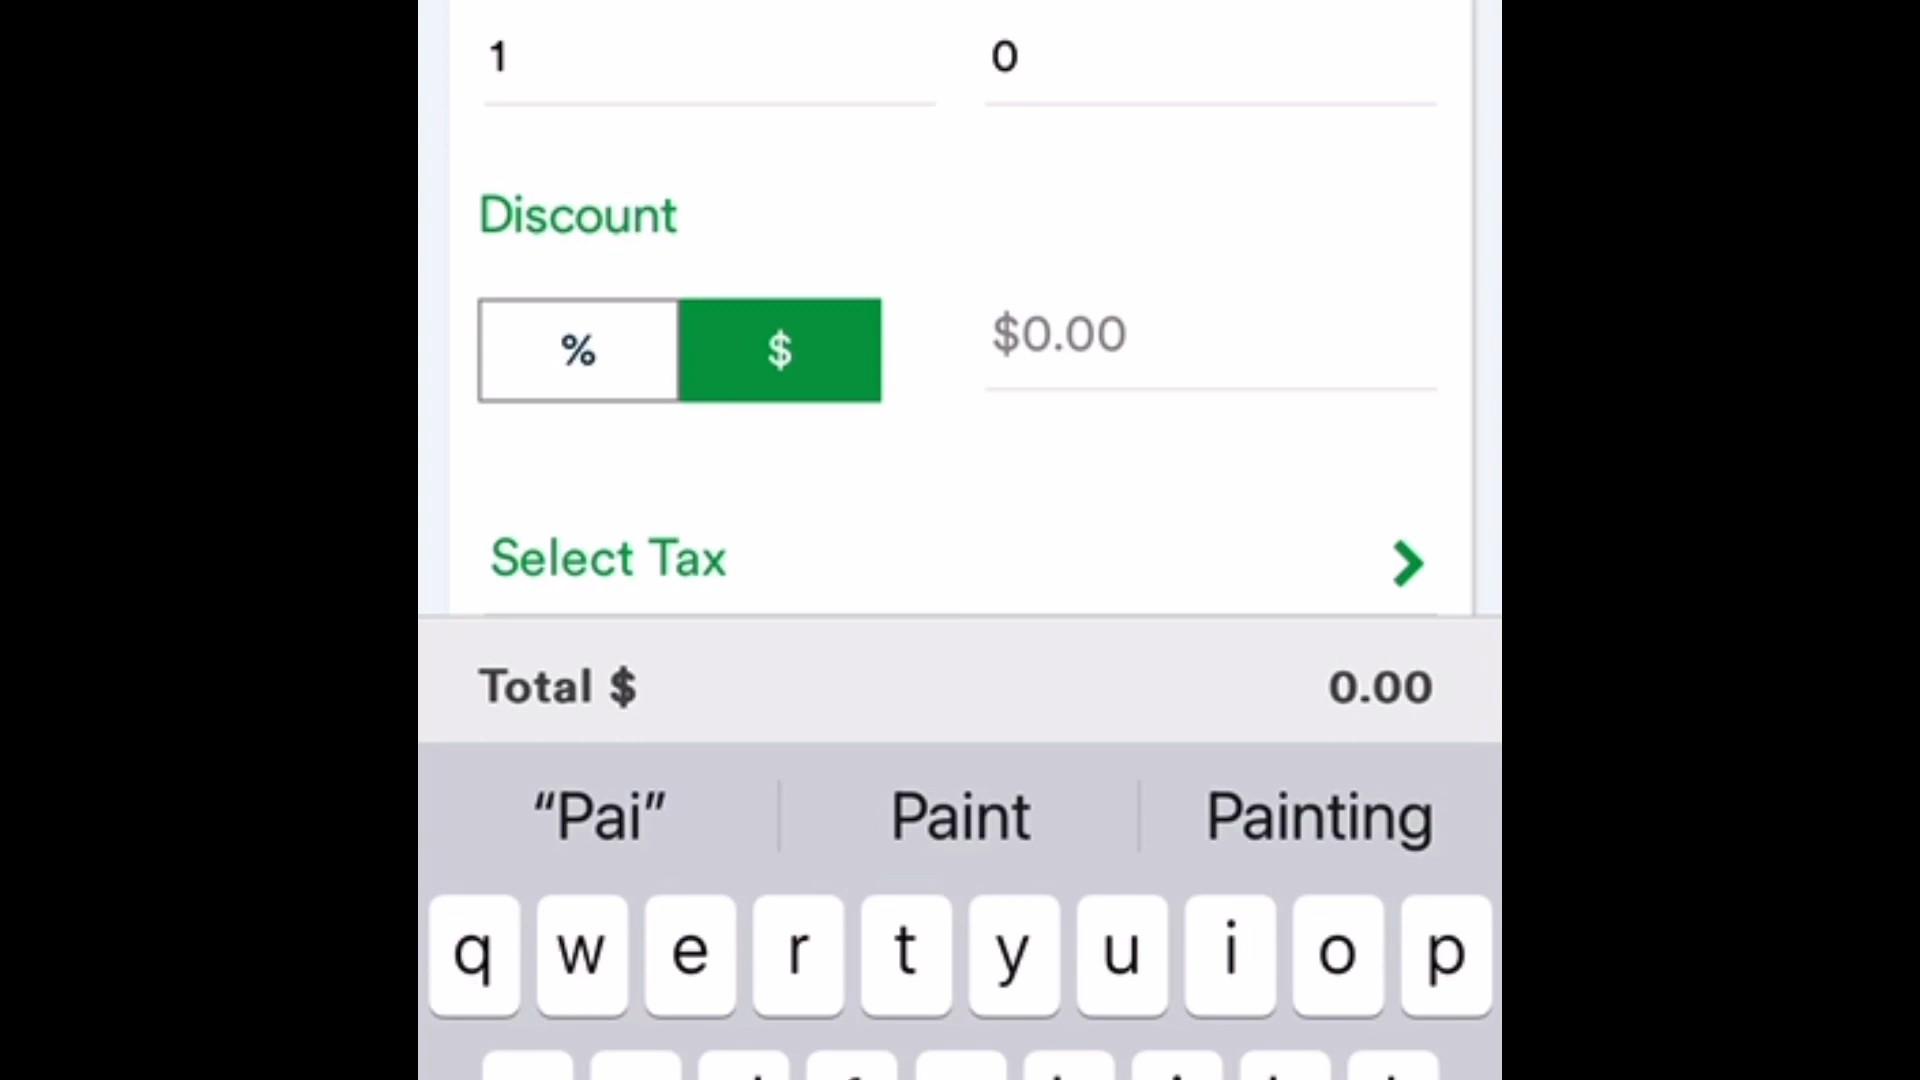 1 0
Discount
% $ $0.00
Select Tax
Total $ 0.00
“Pai” Paint Painting
q w e r t y u i o p